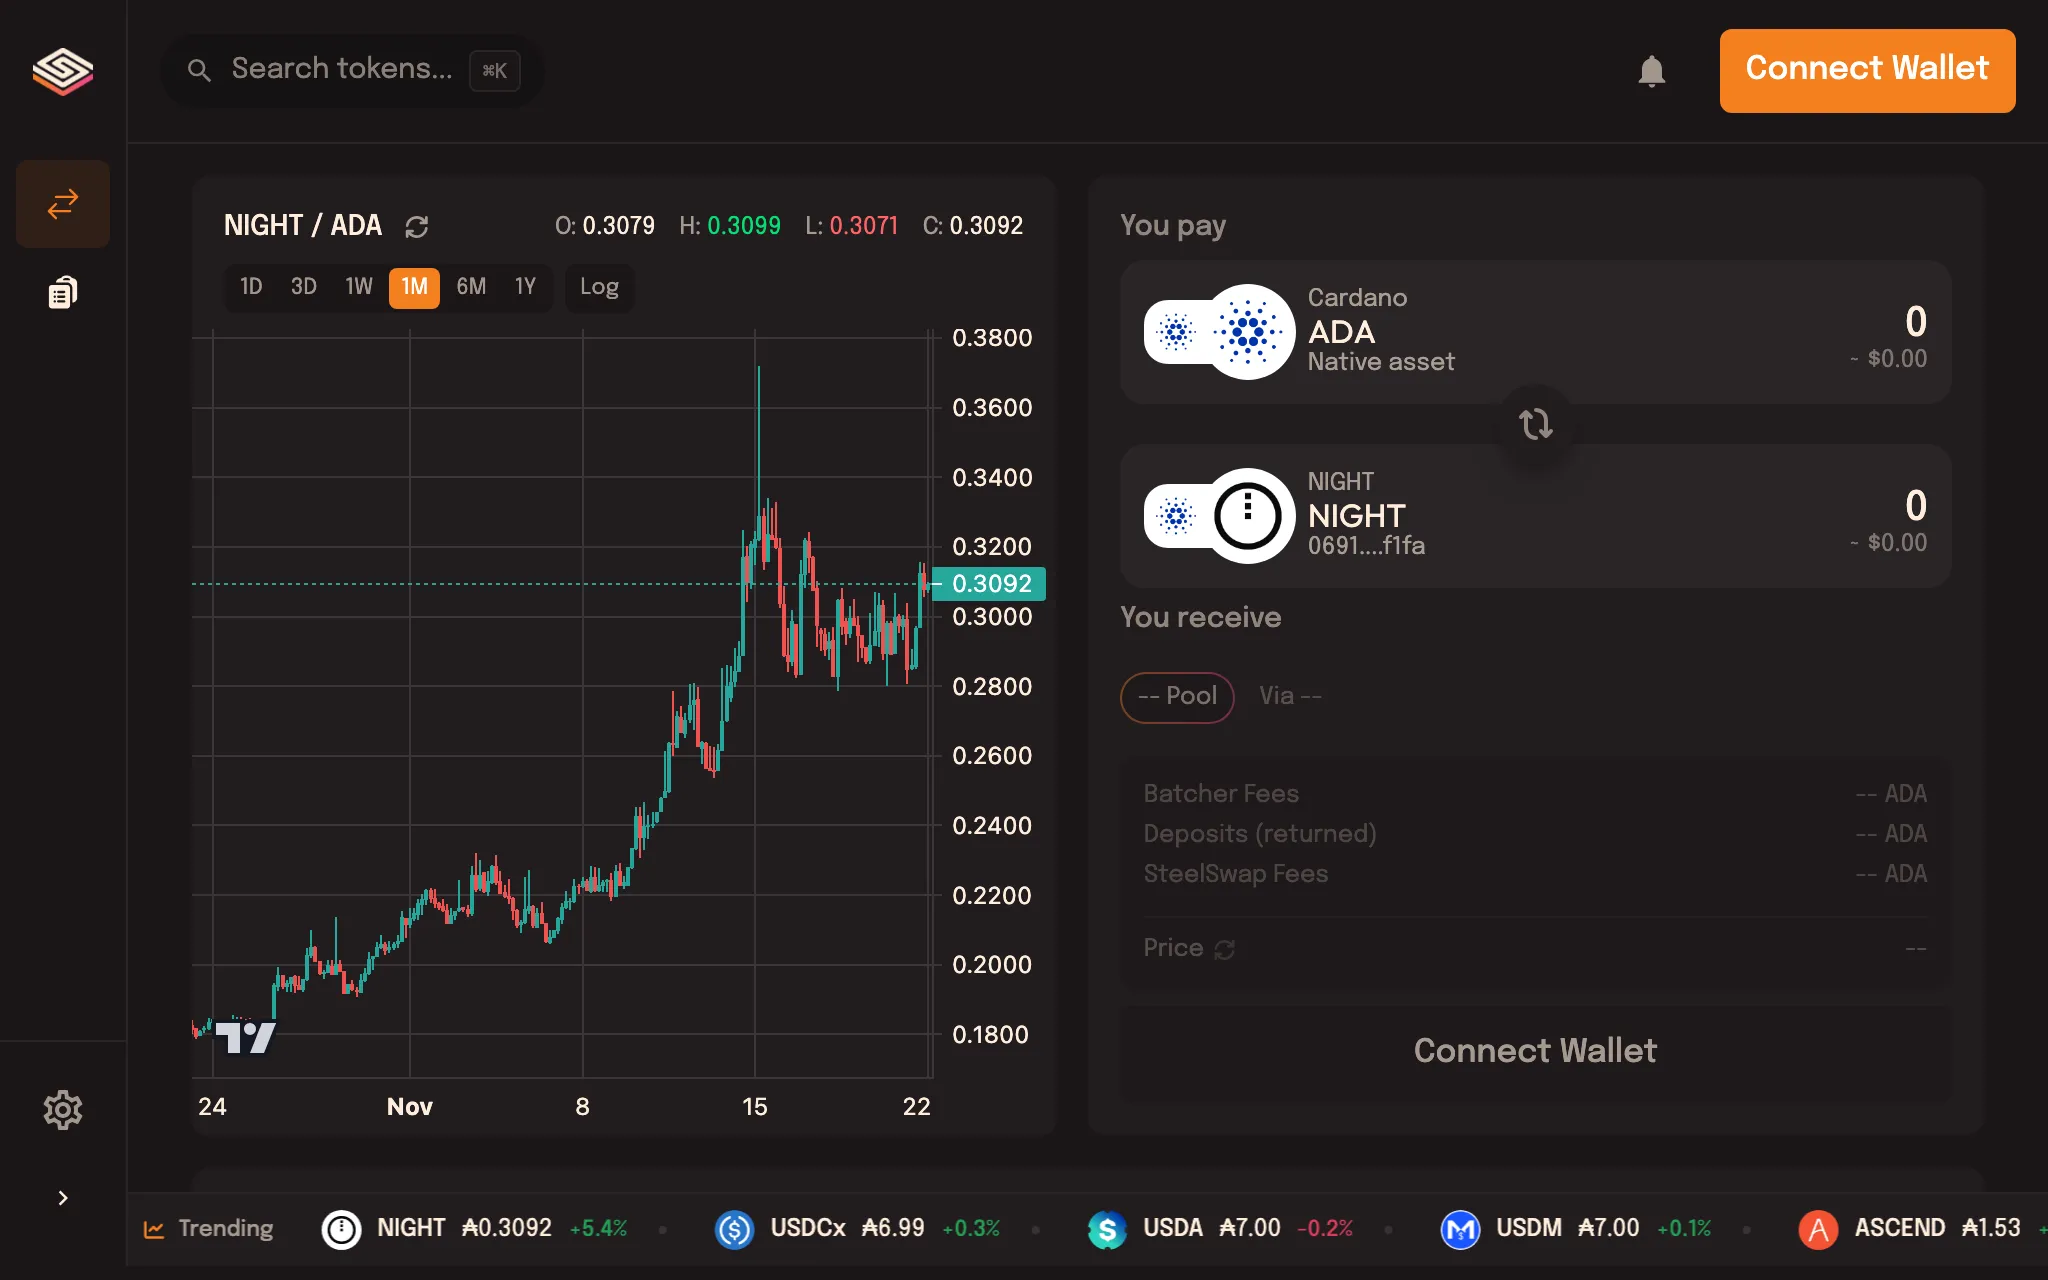 Search tokens... ⌘K
Connect Wallet
NIGHT / ADA O: 0.3079 H: 0.3099 L: 0.3071 C: 0.3092
1D 3D 1W 1M 6M 1Y Log
0.3800
0.3600
0.3400
0.3200
0.3092
0.3000
0.2800
0.2600
0.2400
0.2200
0.2000
0.1800
24 Nov 8 15 22
You pay
Cardano
ADA
Native asset
0
~ $0.00
NIGHT
NIGHT
0691....f1fa
0
~ $0.00
You receive
-- Pool Via --
Batcher Fees -- ADA
Deposits (returned) -- ADA
SteelSwap Fees -- ADA
Price --
Connect Wallet
Trending NIGHT ₳0.3092 +5.4% • USDCx ₳6.99 +0.3% • USDA ₳7.00 -0.2% • USDM ₳7.00 +0.1% • ASCEND ₳1.53